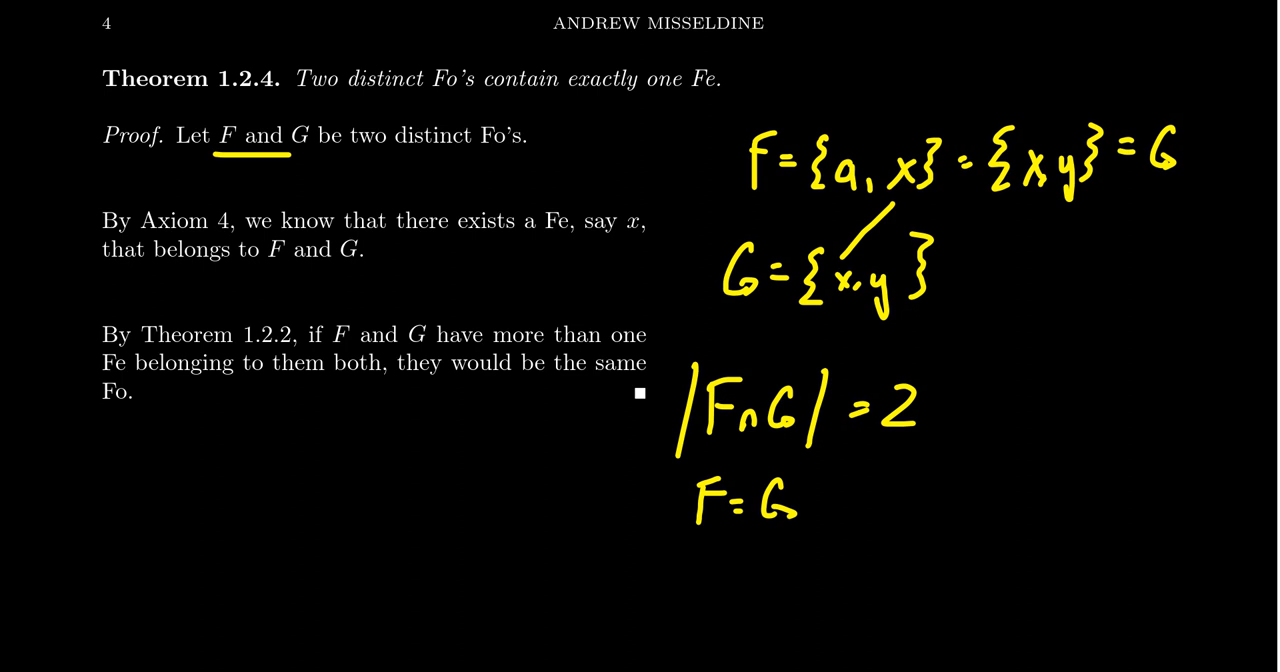 4 ANDREW MISSELDINE
Theorem 1.2.4. Two distinct Fo's contain exactly one Fe.
Proof. Let F and G be two distinct Fo's.
By Axiom 4, we know that there exists a Fe, say x,
that belongs to F and G.
By Theorem 1.2.2, if F and G have more than one
Fe belonging to them both, they would be the same
Fo. ■
F = {a, x} = {x, y} = G
G = {x, y}
|F ∩ G| = 2
F = G